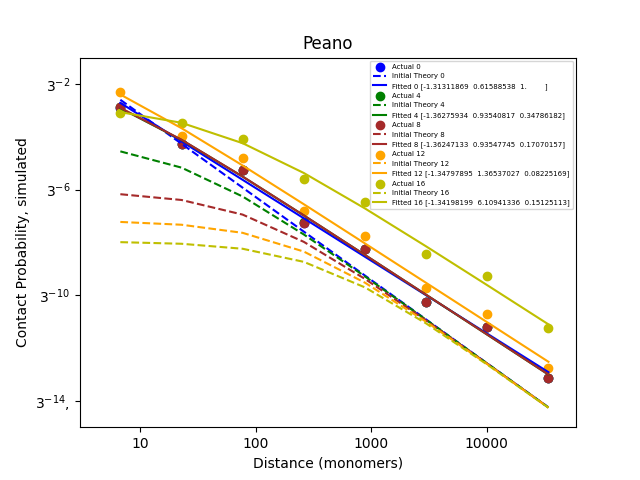 Peano
Actual 0
Initial Theory 0
Fitted 0 [-1.31311869 0.61588538 1. ]
Actual 4
Initial Theory 4
Fitted 4 [-1.36275934 0.93540817 0.34786182]
Actual 8
Initial Theory 8
Fitted 8 [-1.36247133 0.93547745 0.17070157]
Actual 12
Initial Theory 12
Fitted 12 [-1.34797895 1.36537027 0.08225169]
Actual 16
Initial Theory 16
Fitted 16 [-1.34198199 6.10941336 0.15125113]
3⁻²
3⁻⁶
3⁻¹⁰
3⁻¹⁴,
Contact Probability, simulated
10 100 1000 10000
Distance (monomers)